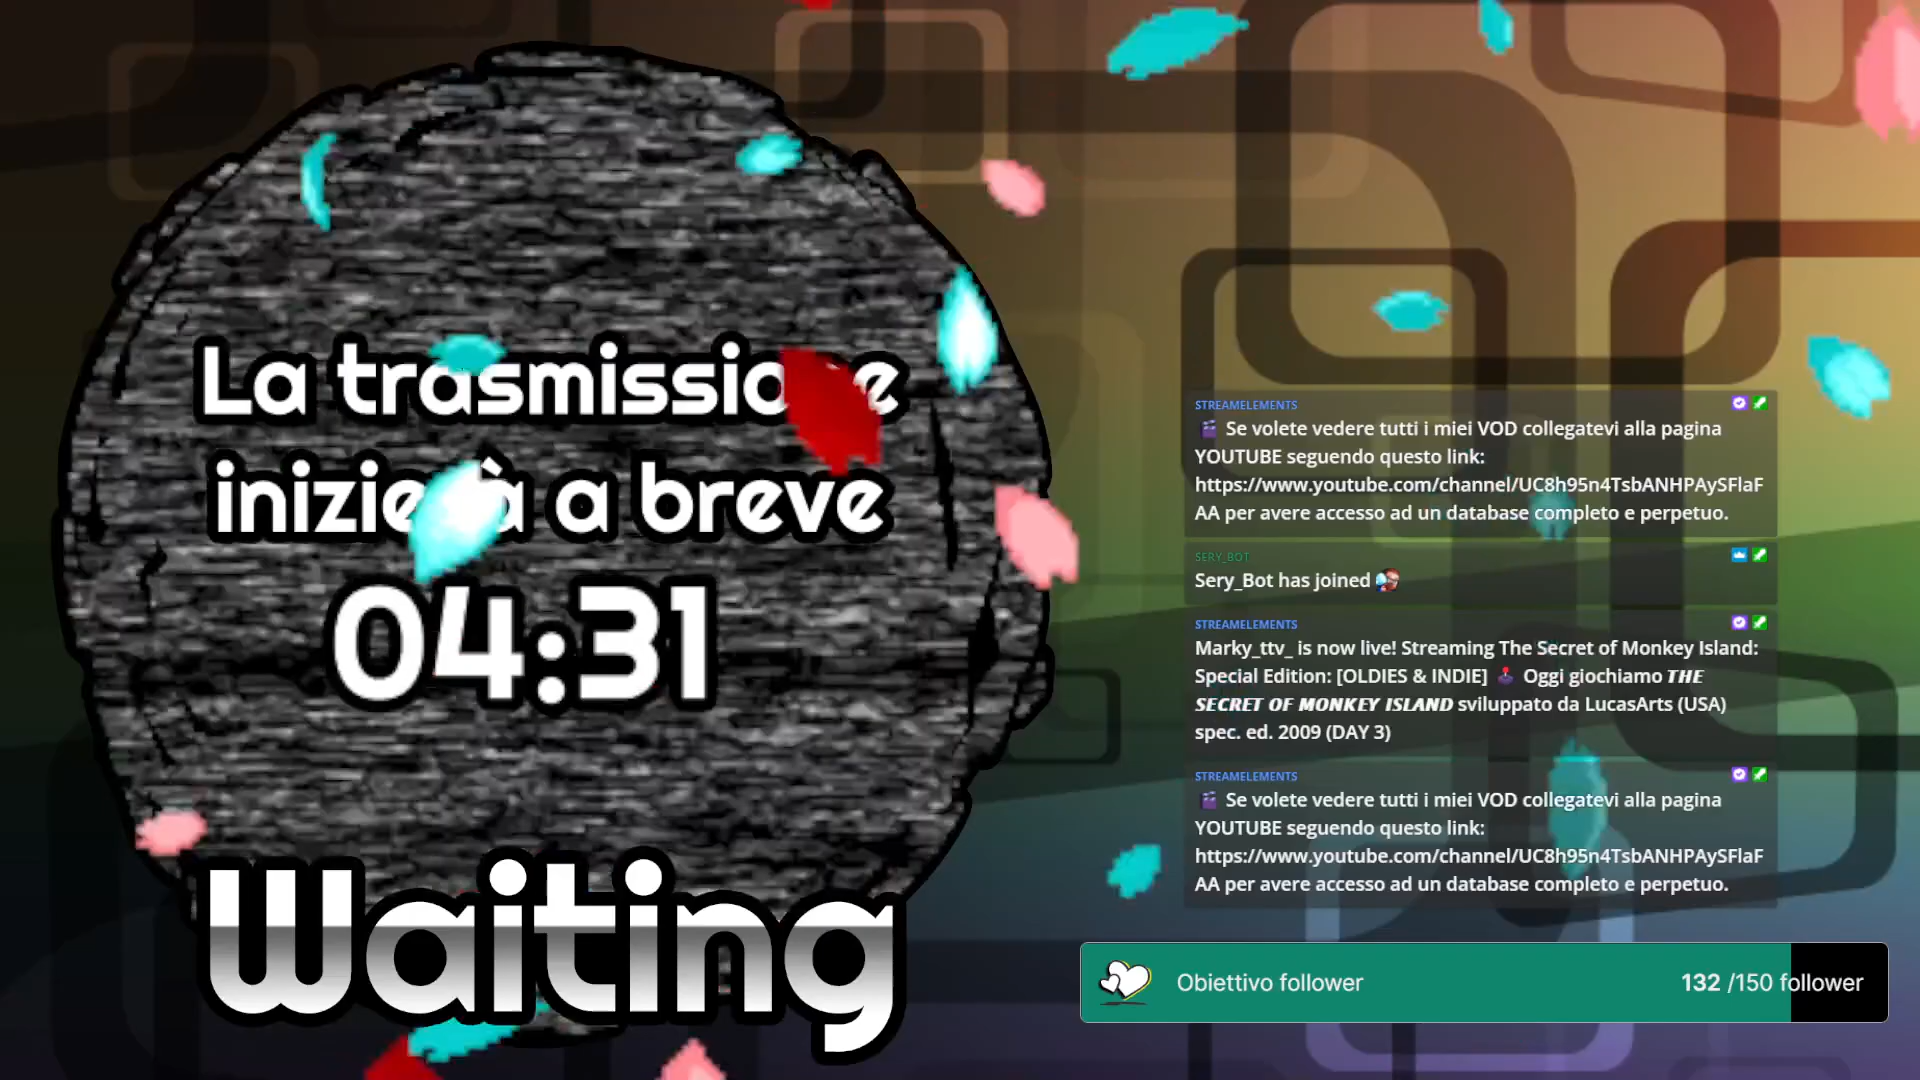 La trasmissione
inizierà a breve
04:31
Waiting
STREAMELEMENTS
🎬 Se volete vedere tutti i miei VOD collegatevi alla pagina
YOUTUBE seguendo questo link:
https://www.youtube.com/channel/UC8h95n4TsbANHPAySFlaF
AA per avere accesso ad un database completo e perpetuo.
SERY_BOT
Sery_Bot has joined
STREAMELEMENTS
Marky_ttv_ is now live! Streaming The Secret of Monkey Island:
Special Edition: [OLDIES & INDIE] 🕹️ Oggi giochiamo THE
SECRET OF MONKEY ISLAND sviluppato da LucasArts (USA)
spec. ed. 2009 (DAY 3)
STREAMELEMENTS
🎬 Se volete vedere tutti i miei VOD collegatevi alla pagina
YOUTUBE seguendo questo link:
https://www.youtube.com/channel/UC8h95n4TsbANHPAySFlaF
AA per avere accesso ad un database completo e perpetuo.
Obiettivo follower 132 /150 follower